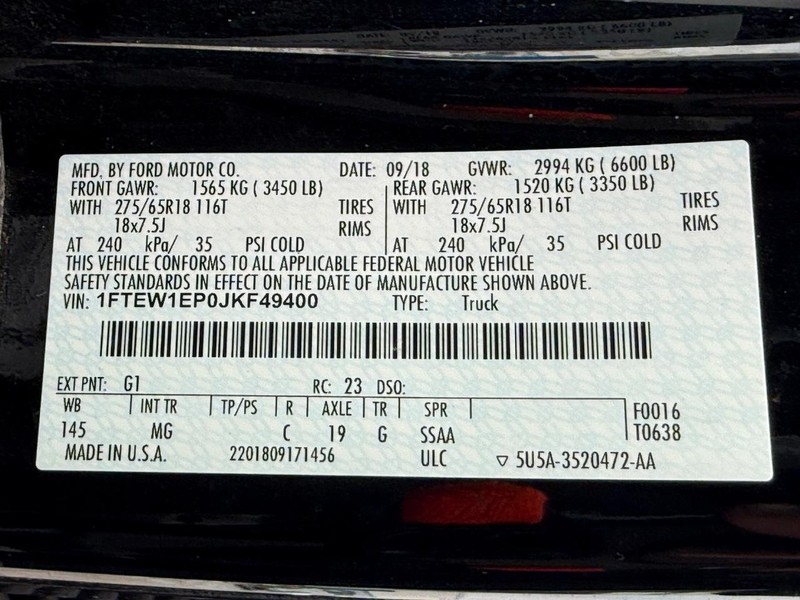 MFD. BY FORD MOTOR CO. DATE: 09/18 GVWR: 2994 KG ( 6600 LB)
FRONT GAWR: 1565 KG ( 3450 LB) REAR GAWR: 1520 KG ( 3350 LB)
WITH 275/65R18 116T TIRES WITH 275/65R18 116T TIRES
18x7.5J RIMS 18x7.5J RIMS
AT 240 kPa/ 35 PSI COLD AT 240 kPa/ 35 PSI COLD
THIS VEHICLE CONFORMS TO ALL APPLICABLE FEDERAL MOTOR VEHICLE
SAFETY STANDARDS IN EFFECT ON THE DATE OF MANUFACTURE SHOWN ABOVE.
VIN: 1FTEW1EP0JKF49400 TYPE: Truck
EXT PNT: G1 RC: 23 DSO:
WB INT TR TP/PS R AXLE TR SPR F0016
145 MG C 19 G SSAA T0638
MADE IN U.S.A. 2201809171456 ULC ▽ 5U5A-3520472-AA